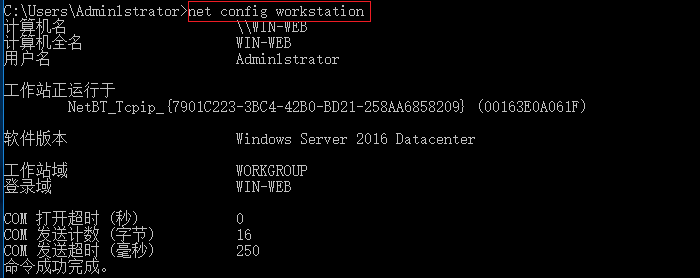 C:\Users\Adminlstrator>net config workstation
计算机名 \\WIN-WEB
计算机全名 WIN-WEB
用户名 Adminlstrator
工作站正运行于
NetBT_Tcpip_{7901C223-3BC4-42B0-BD21-258AA6858209} (00163E0A061F)
软件版本 Windows Server 2016 Datacenter
工作站域 WORKGROUP
登录域 WIN-WEB
COM 打开超时 (秒) 0
COM 发送计数 (字节) 16
COM 发送超时 (毫秒) 250
命令成功完成。